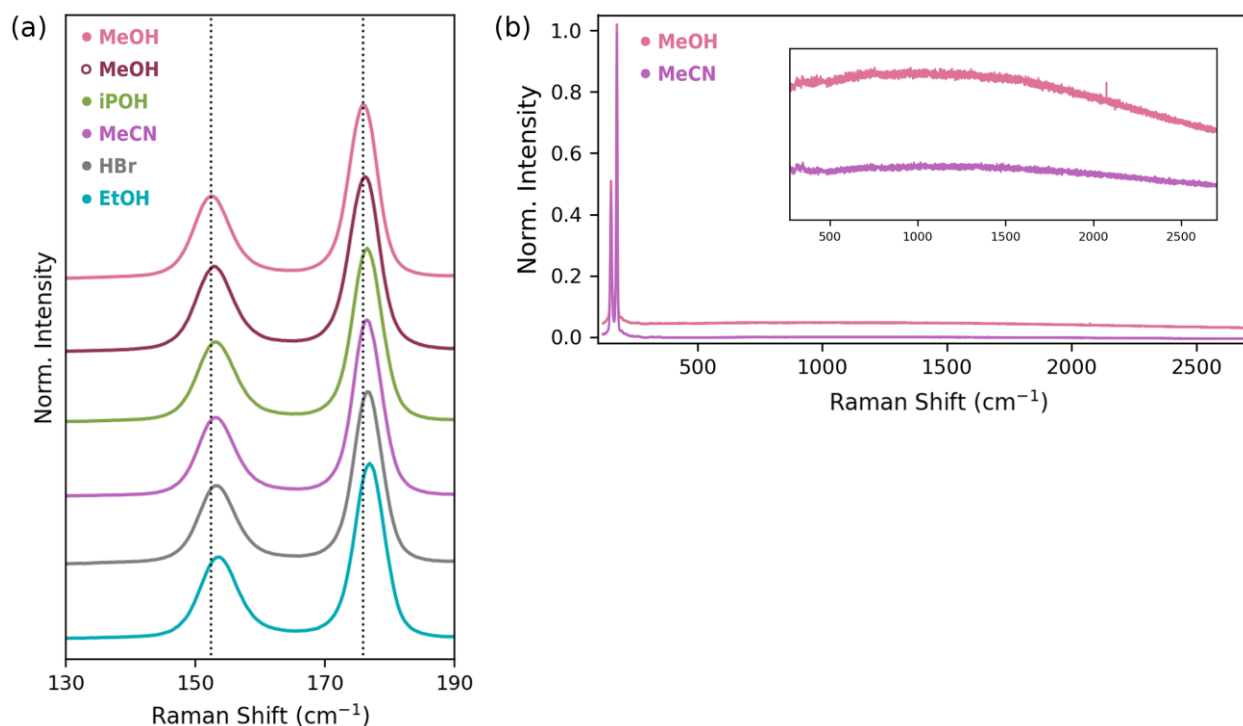 (a)
MeOH
MeOH
iPOH
MeCN
HBr
EtOH
Norm. Intensity
130 150 170 190
Raman Shift (cm⁻¹)
(b)
MeOH
MeCN
1.0
0.8
0.6
0.4
0.2
0.0
Norm. Intensity
500 1000 1500 2000 2500
500 1000 1500 2000 2500
Raman Shift (cm⁻¹)